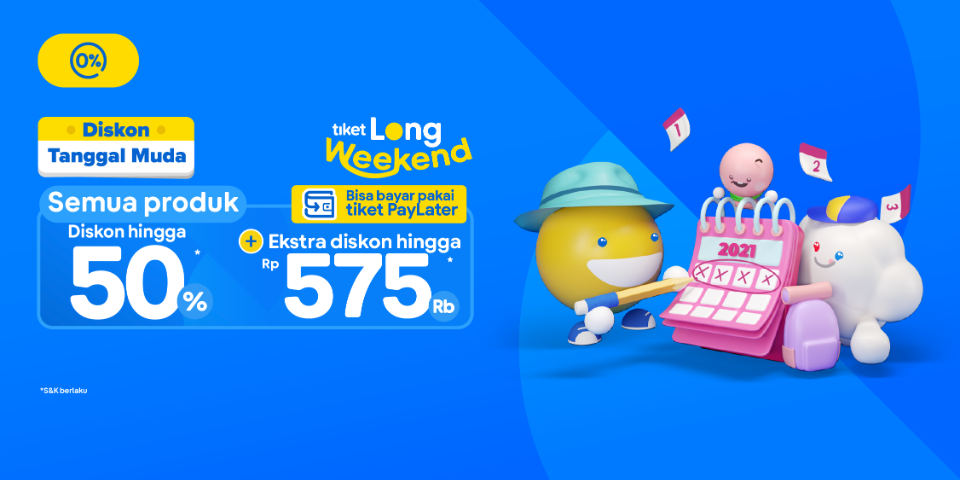 0%
Diskon
Tanggal Muda
tiket Long
Weekend
Semua produk
Bisa bayar pakai
tiket PayLater
Diskon hingga
50%*
+ Ekstra diskon hingga
Rp 575 Rb*
*S&K berlaku
1
2
3
2021
X X X X